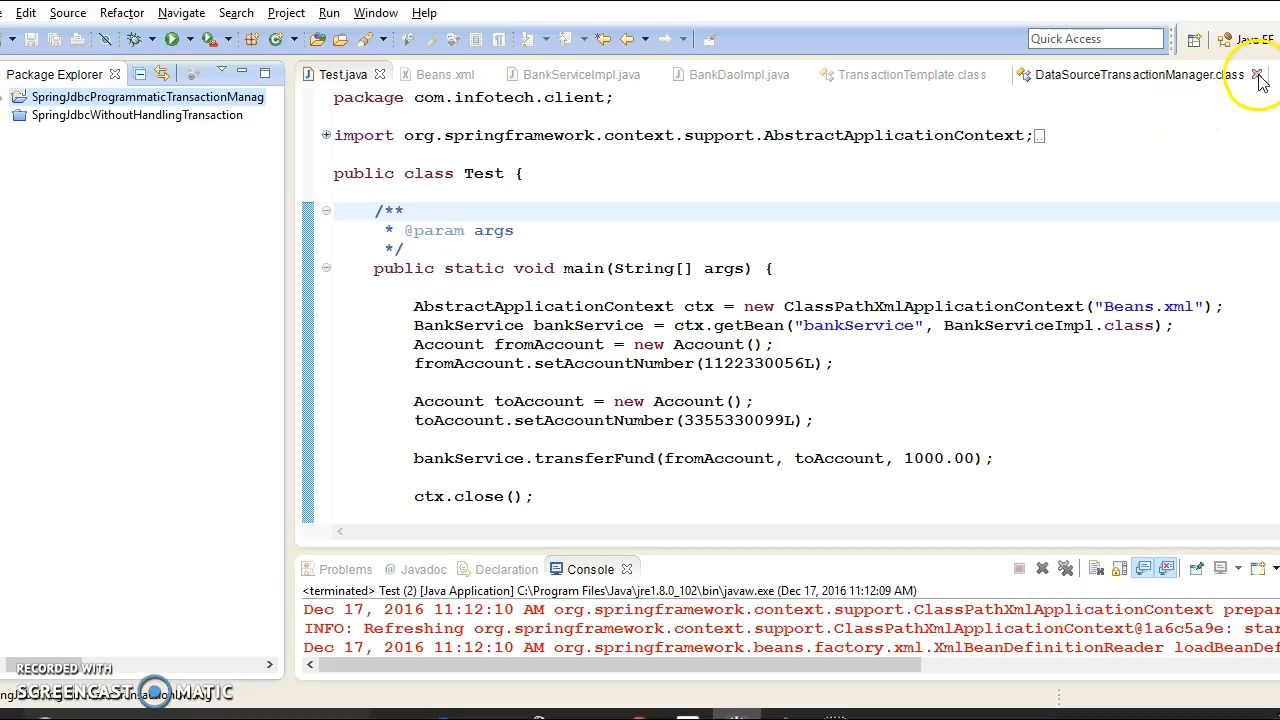 Edit Source Refactor Navigate Search Project Run Window Help
Quick Access
Java EE
Package Explorer
SpringJdbcProgrammaticTransactionManag
SpringJdbcWithoutHandlingTransaction
Test.java Beans.xml BankServiceImpl.java BankDaoImpl.java TransactionTemplate.class DataSourceTransactionManager.class
package com.infotech.client;
import org.springframework.context.support.AbstractApplicationContext;
public class Test {
/**
* @param args
*/
public static void main(String[] args) {
AbstractApplicationContext ctx = new ClassPathXmlApplicationContext("Beans.xml");
BankService bankService = ctx.getBean("bankService", BankServiceImpl.class);
Account fromAccount = new Account();
fromAccount.setAccountNumber(1122330056L);
Account toAccount = new Account();
toAccount.setAccountNumber(3355330099L);
bankService.transferFund(fromAccount, toAccount, 1000.00);
ctx.close();
Problems Javadoc Declaration Console
<terminated> Test (2) [Java Application] C:\Program Files\Java\jre1.8.0_102\bin\javaw.exe (Dec 17, 2016 11:12:09 AM)
Dec 17, 2016 11:12:10 AM org.springframework.context.support.ClassPathXmlApplicationContext prepa
INFO: Refreshing org.springframework.context.support.ClassPathXmlApplicationContext@1a6c5a9e: star
Dec 17, 2016 11:12:10 AM org.springframework.beans.factory.xml.XmlBeanDefinitionReader loadBeanDef
RECORDED WITH
SCREENCAST MATIC